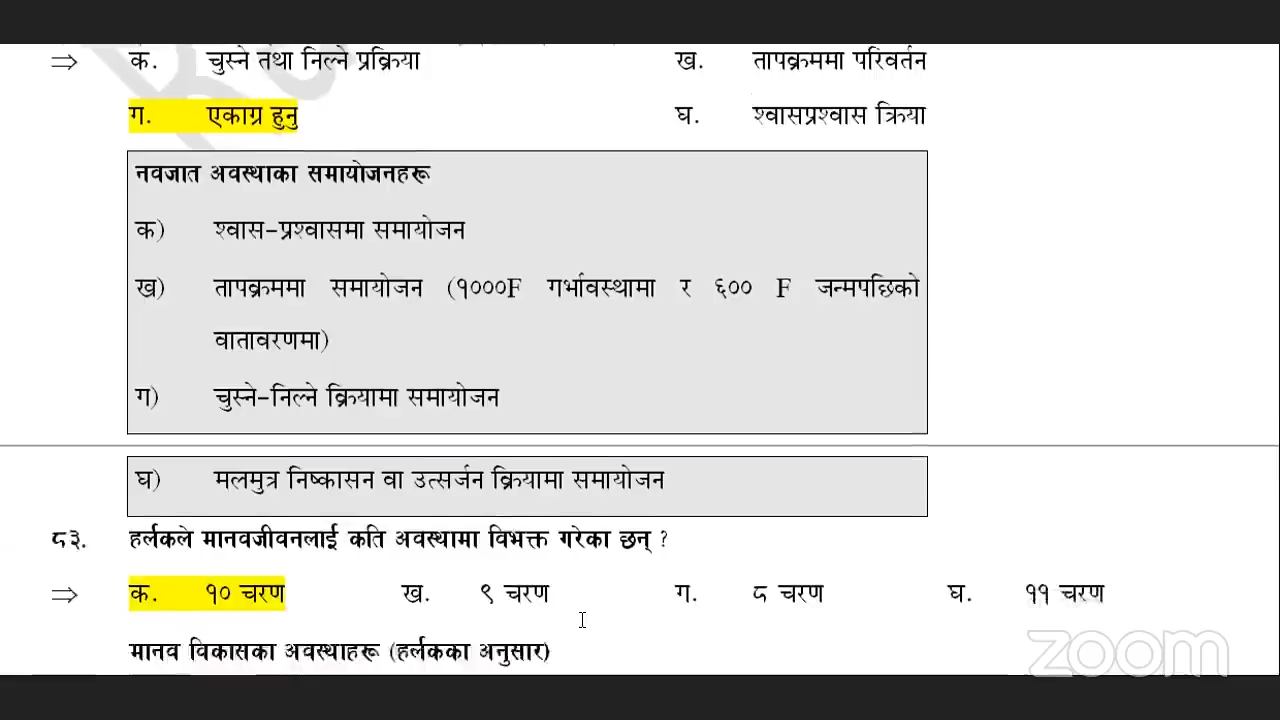 ⇒ क. चुस्ने तथा निल्ने प्रक्रिया ख. तापक्रममा परिवर्तन
ग. एकाग्र हुनु घ. श्वासप्रश्वास क्रिया
नवजात अवस्थाका समायोजनहरू
क) श्वास-प्रश्वासमा समायोजन
ख) तापक्रममा समायोजन (१०००F गर्भावस्थामा र ६०० F जन्मपछिको
वातावरणमा)
ग) चुस्ने-निल्ने क्रियामा समायोजन
घ) मलमुत्र निष्कासन वा उत्सर्जन क्रियामा समायोजन
८३. हर्लकले मानवजीवनलाई कति अवस्थामा विभक्त गरेका छन् ?
⇒ क. १० चरण ख. ९ चरण ग. ८ चरण घ. ११ चरण
मानव विकासका अवस्थाहरू (हर्लकका अनुसार)
zoom